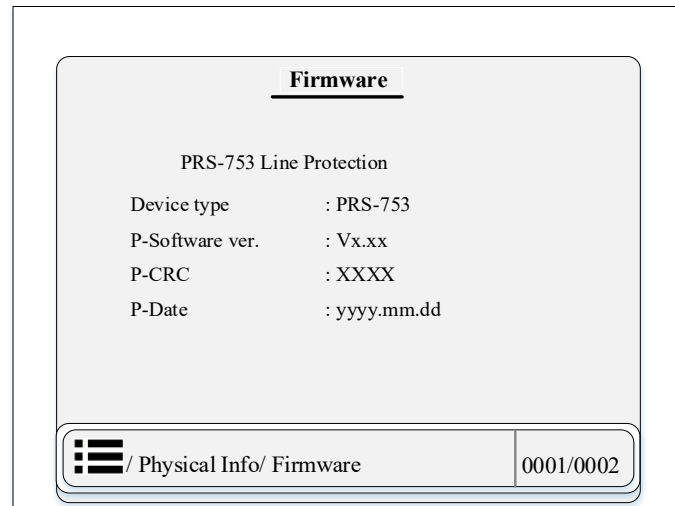 Firmware
PRS-753 Line Protection
Device type : PRS-753
P-Software ver. : Vx.xx
P-CRC : XXXX
P-Date : yyyy.mm.dd
/ Physical Info/ Firmware 0001/0002